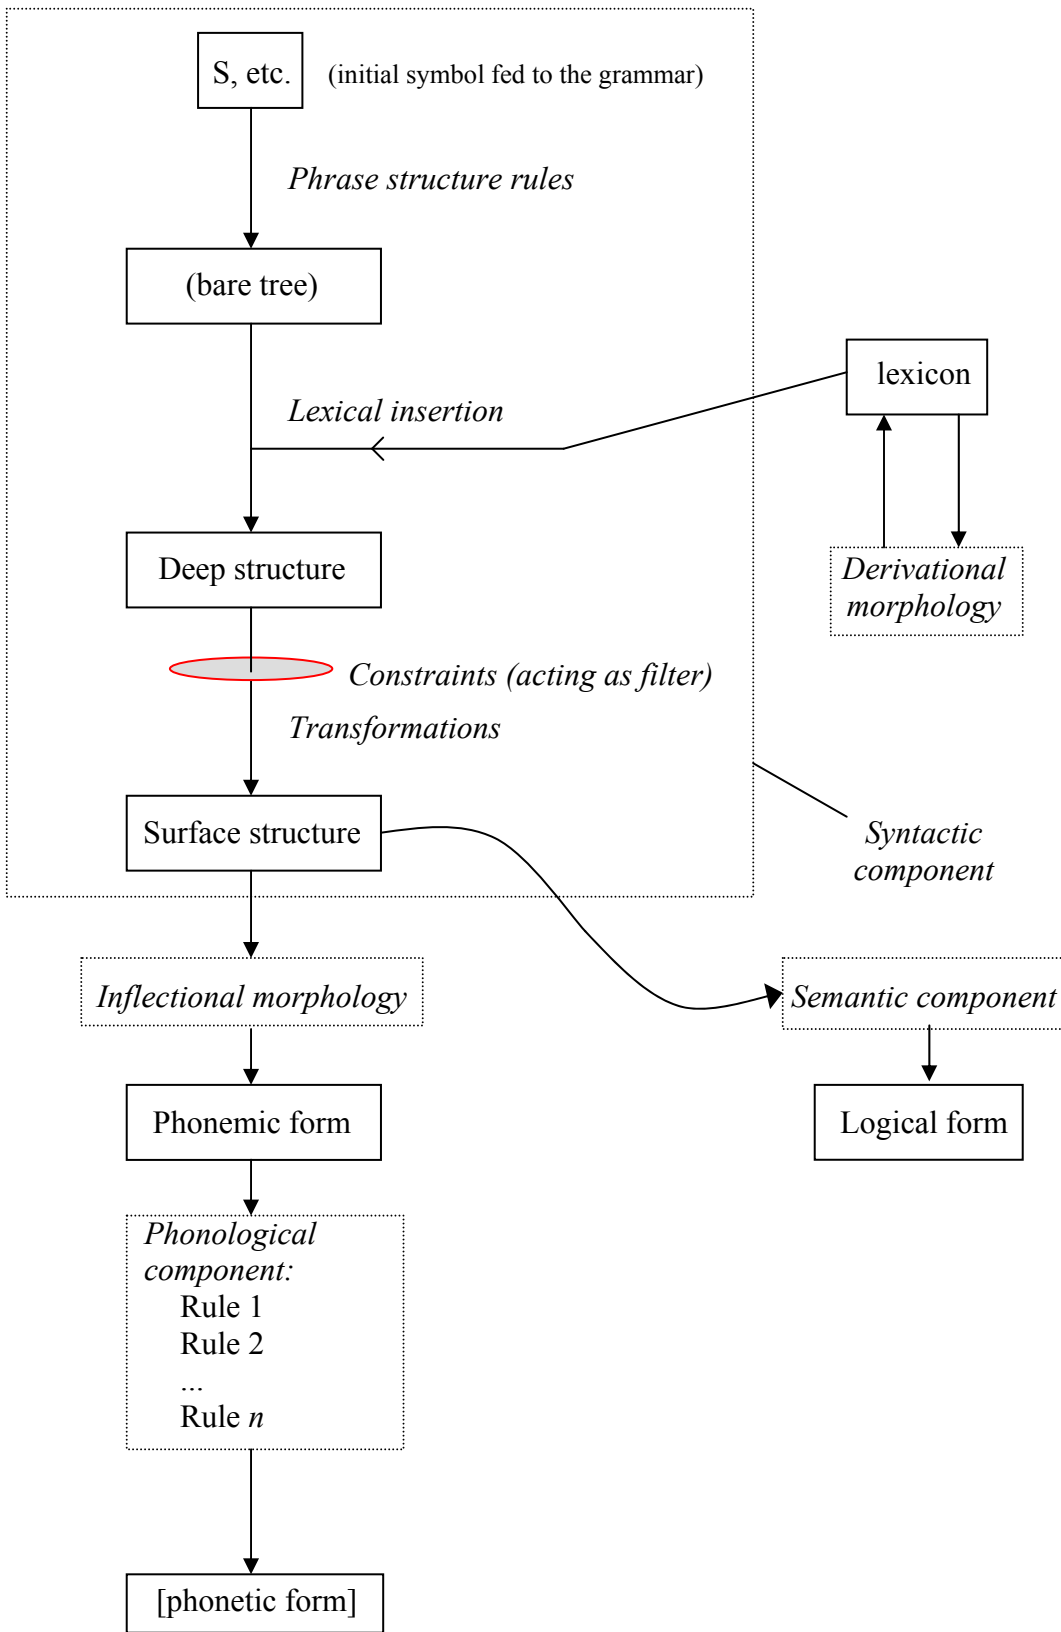 S, etc.
(initial symbol fed to the grammar)
Phrase structure rules
(bare tree)
lexicon
Lexical insertion
Deep structure
Derivational
morphology
Constraints (acting as filter)
Transformations
Surface structure
Syntactic
component
Inflectional morphology
Semantic component
Phonemic form
Logical form
Phonological
component:
Rule 1
Rule 2
...
Rule n
[phonetic form]